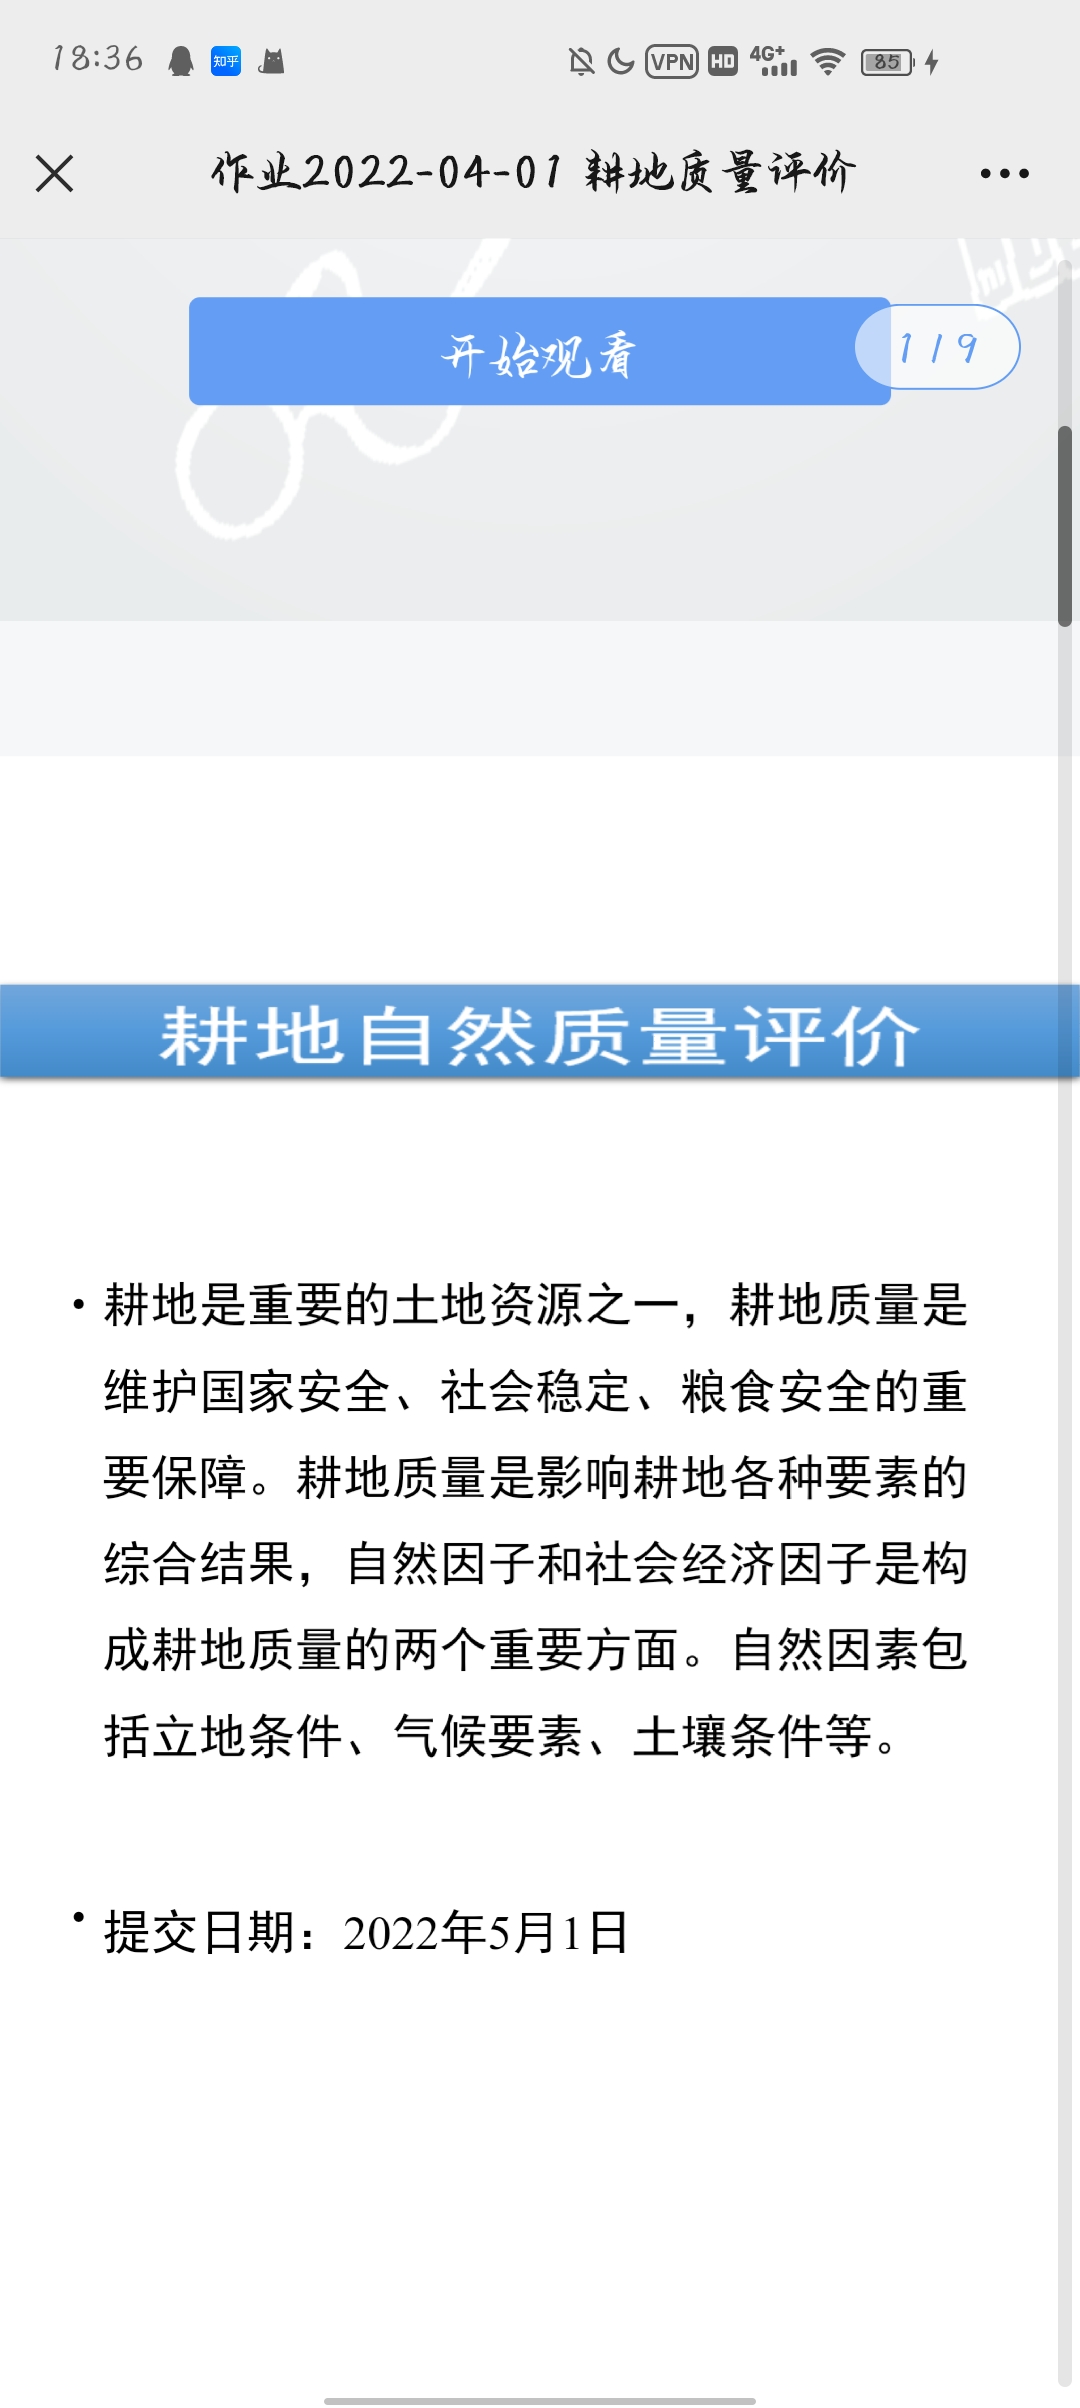 18:36 知乎 VPN HD 4G+ 85
作业2022-04-01 耕地质量评价
开始观看
1 / 9
耕地自然质量评价
• 耕地是重要的土地资源之一，耕地质量是
维护国家安全、社会稳定、粮食安全的重
要保障。耕地质量是影响耕地各种要素的
综合结果，自然因子和社会经济因子是构
成耕地质量的两个重要方面。自然因素包
括立地条件、气候要素、土壤条件等。
• 提交日期：2022年5月1日